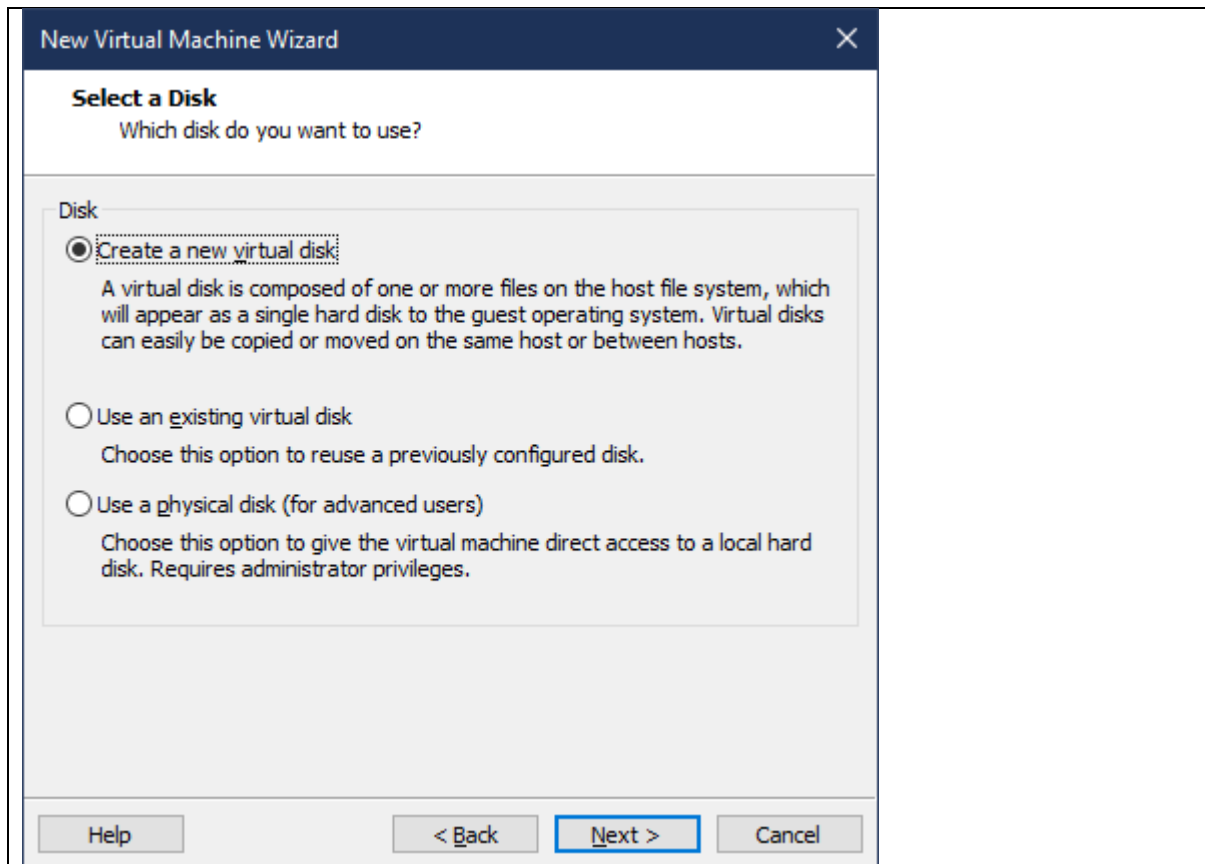 New Virtual Machine Wizard
Select a Disk
Which disk do you want to use?
Disk
Create a new virtual disk
A virtual disk is composed of one or more files on the host file system, which
will appear as a single hard disk to the guest operating system. Virtual disks
can easily be copied or moved on the same host or between hosts.
Use an existing virtual disk
Choose this option to reuse a previously configured disk.
Use a physical disk (for advanced users)
Choose this option to give the virtual machine direct access to a local hard
disk. Requires administrator privileges.
Help < Back Next > Cancel